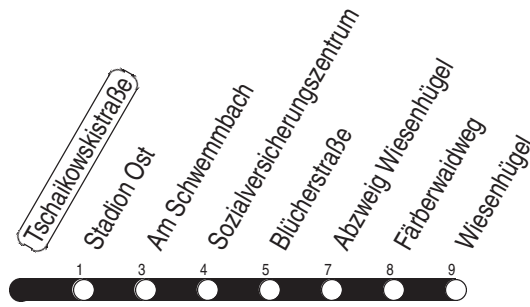 Tschaikowskistraße
Stadion Ost
Am Schwemmbach
Sozialversicherungszentrum
Blücherstraße
Abzweig Wiesenhügel
Färberwaidweg
Wiesenhügel
1 3 4 5 7 8 9